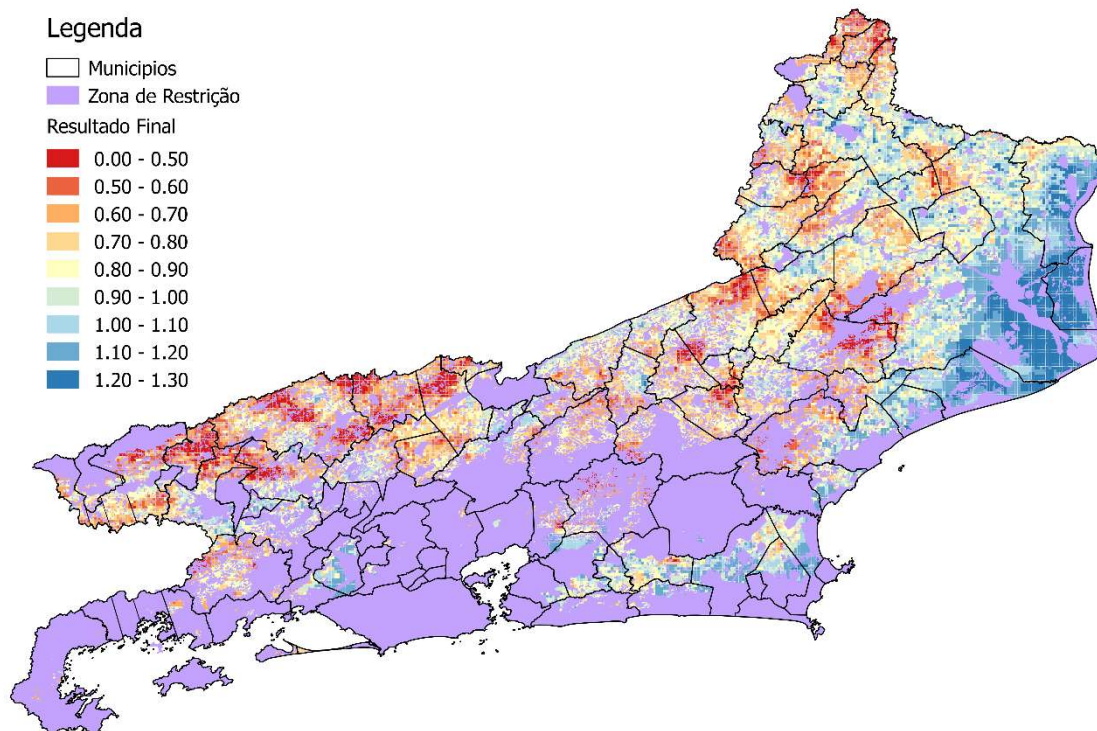 Legenda
Municipios
Zona de Restrição
Resultado Final
0.00 - 0.50
0.50 - 0.60
0.60 - 0.70
0.70 - 0.80
0.80 - 0.90
0.90 - 1.00
1.00 - 1.10
1.10 - 1.20
1.20 - 1.30